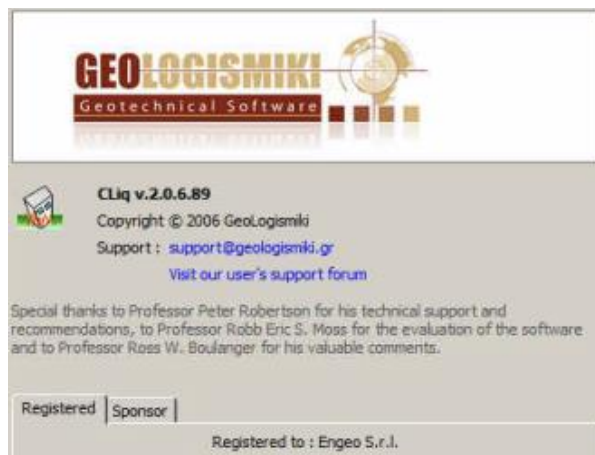 GEOLOGISMIKI
Geotechnical Software
CLiq v.2.0.6.89
Copyright © 2006 GeoLogismiki
Support : support@geologismiki.gr
Visit our user's support forum
Special thanks to Professor Peter Robertson for his technical support and
recommendations, to Professor Robb Eric S. Moss for the evaluation of the software
and to Professor Ross W. Boulanger for his valuable comments.
Registered Sponsor
Registered to : Engeo S.r.l.